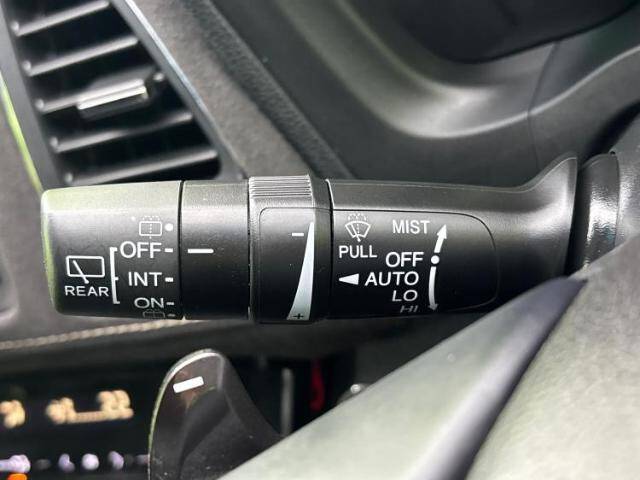 OFF
INT
ON
REAR
−
+
PULL
MIST
OFF
AUTO
LO
HI